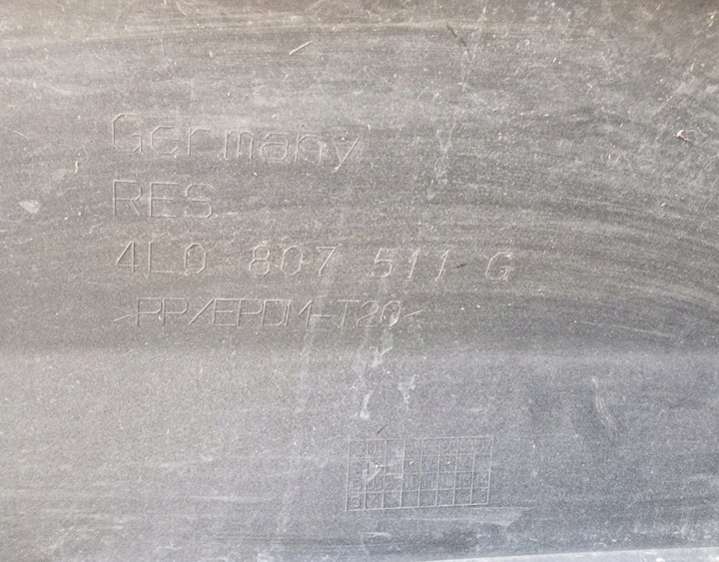 Germany
RES
4L0 807 511 G
>PP/EPDM-T20<